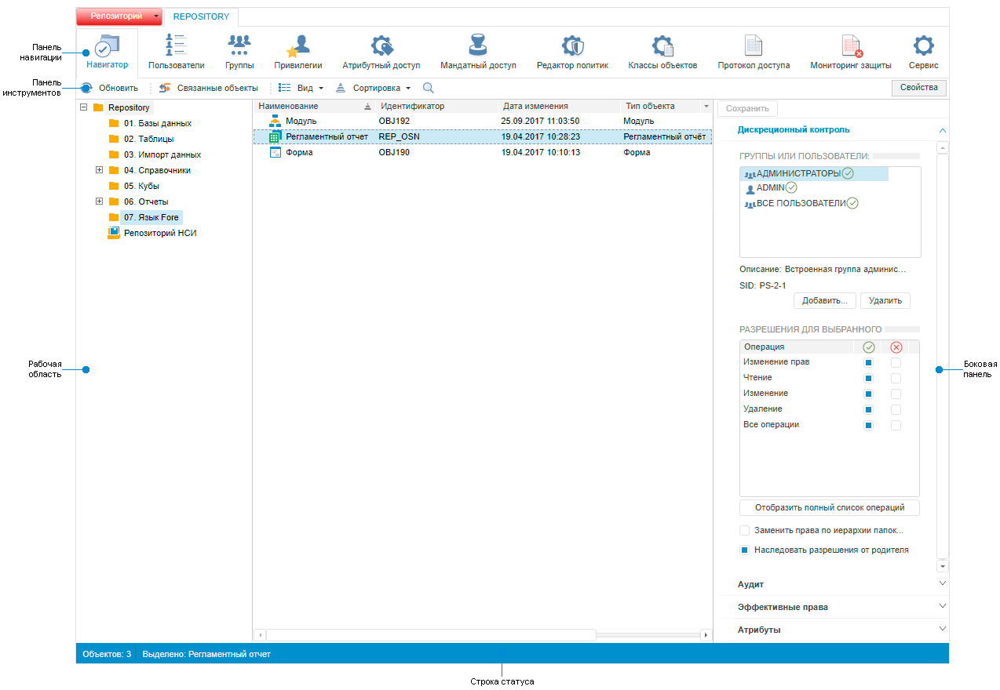 Репозиторий
REPOSITORY
Панель
навигации
Навигатор
Пользователи
Группы
Привилегии
Атрибутный доступ
Мандатный доступ
Редактор политик
Классы объектов
Протокол доступа
Мониторинг защиты
Сервис
Панель
инструментов
Обновить
Связанные объекты
Вид
Сортировка
Свойства
Repository
01. Базы данных
02. Таблицы
03. Импорт данных
04. Справочники
05. Кубы
06. Отчеты
07. Язык Fore
Репозиторий НСИ
Наименование Идентификатор Дата изменения Тип объекта
Модуль OBJ192 25.09.2017 11:03:50 Модуль
Регламентный отчет REP_OSN 19.04.2017 10:28:23 Регламентный отчёт
Форма OBJ190 19.04.2017 10:10:13 Форма
Сохранить
Дискреционный контроль
ГРУППЫ ИЛИ ПОЛЬЗОВАТЕЛИ:
АДМИНИСТРАТОРЫ
ADMIN
ВСЕ ПОЛЬЗОВАТЕЛИ
Описание: Встроенная группа админис...
SID: PS-2-1
Добавить...
Удалить
РАЗРЕШЕНИЯ ДЛЯ ВЫБРАННОГО
Операция
Изменение прав
Чтение
Изменение
Удаление
Все операции
Отобразить полный список операций
Заменить права по иерархии папок...
Наследовать разрешения от родителя
Аудит
Эффективные права
Атрибуты
Рабочая
область
Боковая
панель
Объектов: 3 Выделено: Регламентный отчет
Строка статуса